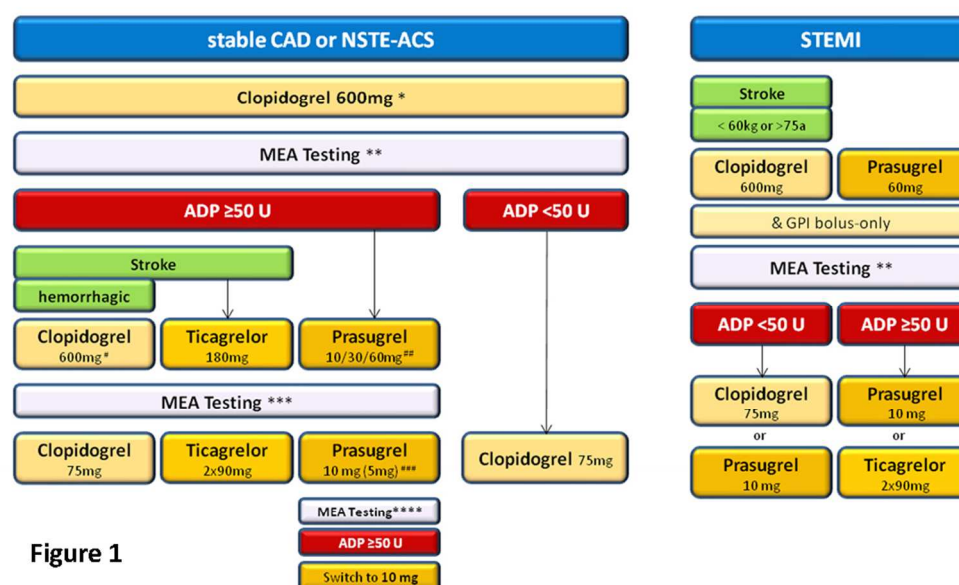 stable CAD or NSTE-ACS
Clopidogrel 600mg *
MEA Testing **
ADP ≥50 U
ADP <50 U
Stroke
hemorrhagic
Clopidogrel
600mg #
Ticagrelor
180mg
Prasugrel
10/30/60mg ##
MEA Testing ***
Clopidogrel
75mg
Ticagrelor
2x90mg
Prasugrel
10 mg (5mg) ###
Clopidogrel 75mg
MEA Testing****
ADP ≥50 U
Switch to 10 mg
Figure 1
STEMI
Stroke
< 60kg or >75a
Clopidogrel
600mg
Prasugrel
60mg
& GPI bolus-only
MEA Testing **
ADP <50 U
ADP ≥50 U
Clopidogrel
75mg
or
Prasugrel
10 mg
Prasugrel
10 mg
or
Ticagrelor
2x90mg